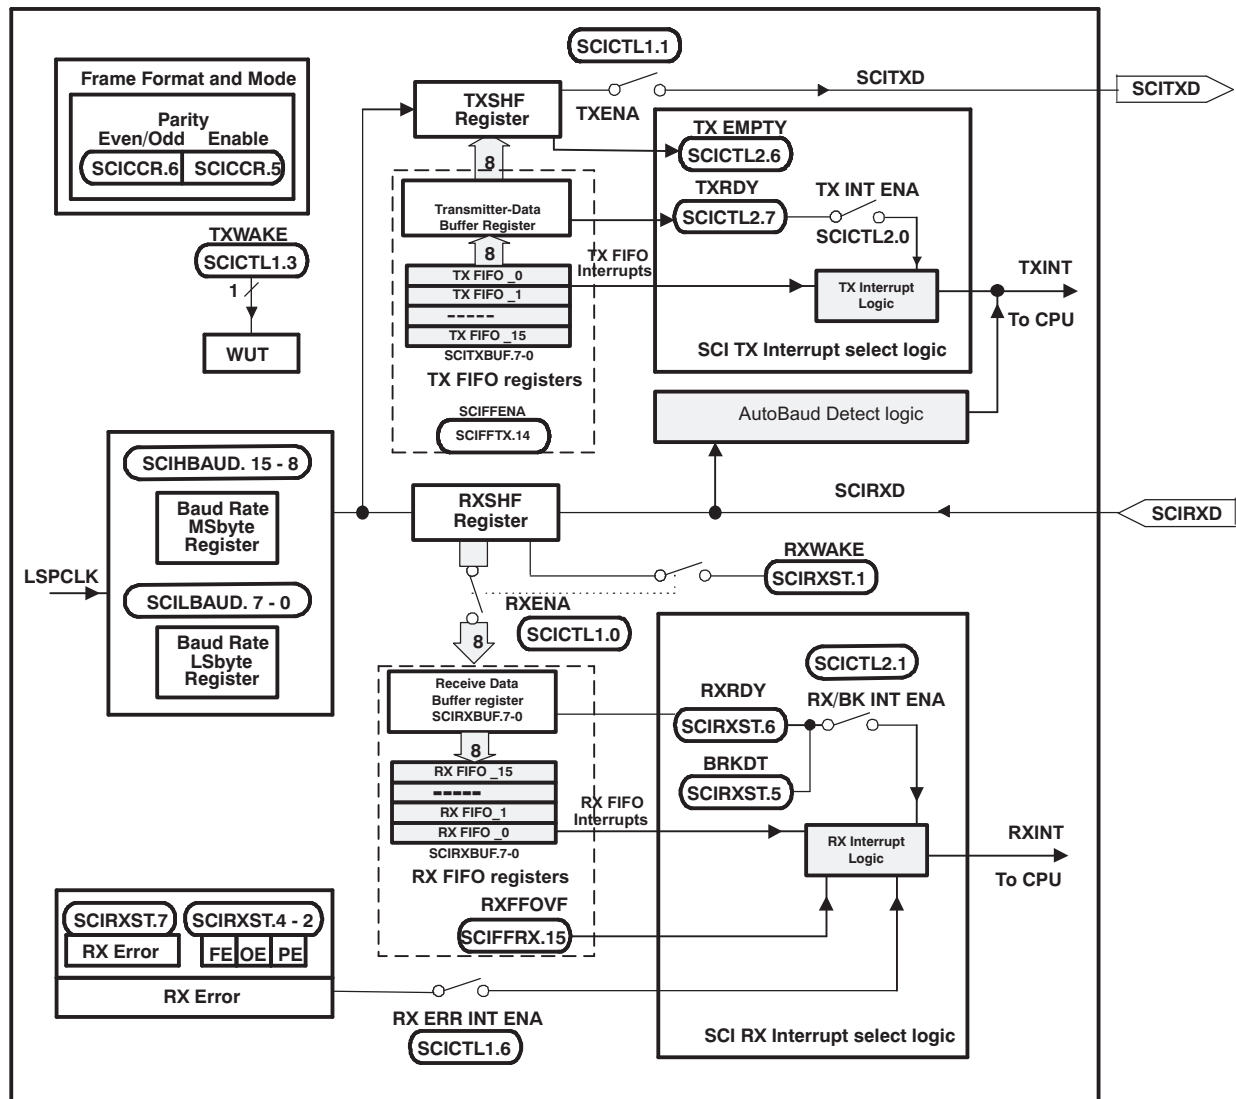 SCICTL1.1
Frame Format and Mode
Parity
Even/Odd Enable
SCICCR.6 SCICCR.5
TXSHF
Register
TXENA
SCITXD
SCITXD
TX EMPTY
SCICTL2.6
8
Transmitter-Data
Buffer Register
TXRDY
SCICTL2.7
TX INT ENA
SCICTL2.0
TXWAKE
SCICTL1.3
1
WUT
8
TX FIFO
Interrupts
TX FIFO _0
TX FIFO _1
-----
TX FIFO _15
SCITXBUF.7-0
TX FIFO registers
SCIFFENA
SCIFFTX.14
TX Interrupt
Logic
TXINT
To CPU
SCI TX Interrupt select logic
AutoBaud Detect logic
SCIHBAUD. 15 - 8
Baud Rate
MSbyte
Register
RXSHF
Register
SCIRXD
SCIRXD
LSPCLK
SCILBAUD. 7 - 0
Baud Rate
LSbyte
Register
RXWAKE
SCIRXST.1
RXENA
SCICTL1.0
8
Receive Data
Buffer register
SCIRXBUF.7-0
8
SCICTL2.1
RXRDY
SCIRXST.6
RX/BK INT ENA
BRKDT
SCIRXST.5
RX FIFO _15
-----
RX FIFO_1
RX FIFO _0
SCIRXBUF.7-0
RX FIFO registers
RX FIFO
Interrupts
RX Interrupt
Logic
RXINT
To CPU
RXFFOVF
SCIFFRX.15
SCIRXST.7 SCIRXST.4 - 2
RX Error FE OE PE
RX Error
RX ERR INT ENA
SCICTL1.6
SCI RX Interrupt select logic